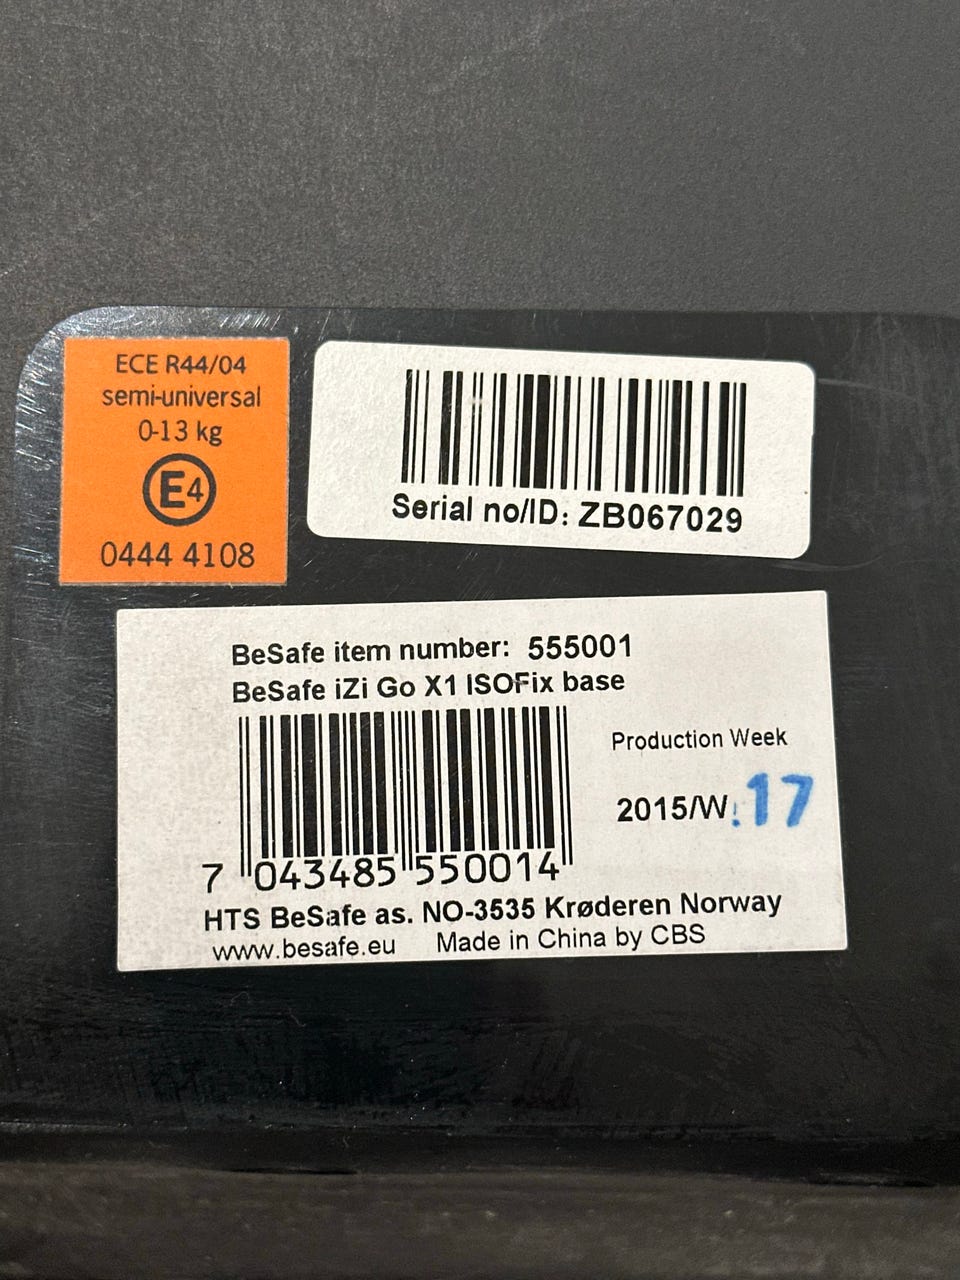 ECE R44/04
semi-universal
0-13 kg
E4
0444 4108
Serial no/ID: ZB067029
BeSafe item number: 555001
BeSafe iZi Go X1 ISOFix base
Production Week
2015/W:17
7 043485 550014
HTS BeSafe as. NO-3535 Krøderen Norway
www.besafe.eu Made in China by CBS